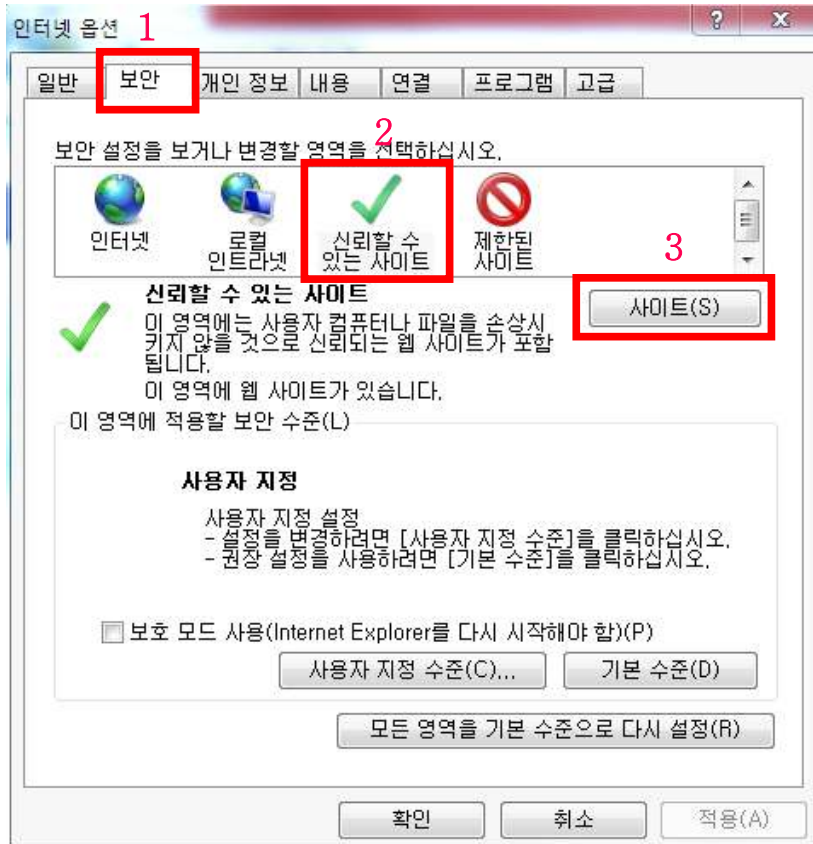 인터넷 옵션 1
? X
일반 보안 개인 정보 내용 연결 프로그램 고급
2
보안 설정을 보거나 변경할 영역을 선택하십시오.
인터넷
로컬
인트라넷
신뢰할 수
있는 사이트
제한된
사이트
3
신뢰할 수 있는 사이트
사이트(S)
이 영역에는 사용자 컴퓨터나 파일을 손상시
키지 않을 것으로 신뢰되는 웹 사이트가 포함
됩니다.
이 영역에 웹 사이트가 있습니다.
이 영역에 적용할 보안 수준(L)
사용자 지정
사용자 지정 설정
- 설정을 변경하려면 [사용자 지정 수준]을 클릭하십시오.
- 권장 설정을 사용하려면 [기본 수준]을 클릭하십시오.
보호 모드 사용(Internet Explorer를 다시 시작해야 함)(P)
사용자 지정 수준(C)... 기본 수준(D)
모든 영역을 기본 수준으로 다시 설정(R)
확인 취소 적용(A)